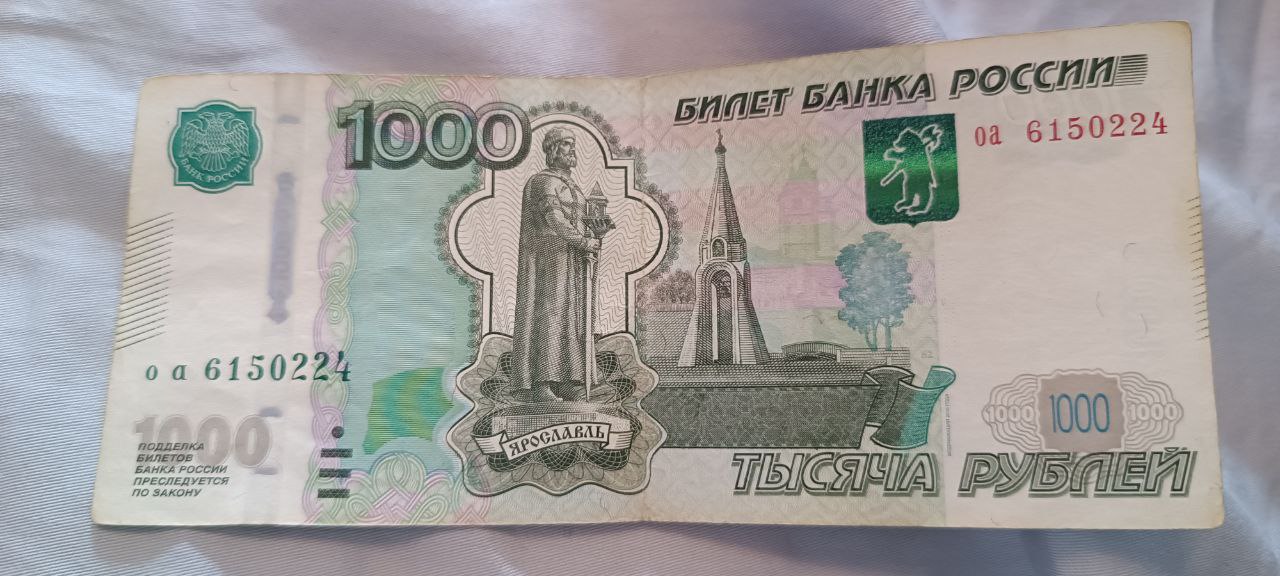 БИЛЕТ БАНКА РОССИИ
1000
оа 6150224
БАНК РОССИИ
оа 6150224
1000
ПОДДЕЛКА
БИЛЕТОВ
БАНКА РОССИИ
ПРЕСЛЕДУЕТСЯ
ПО ЗАКОНУ
ЯРОСЛАВЛЬ
1000 1000 1000
ТЫСЯЧА РУБЛЕЙ